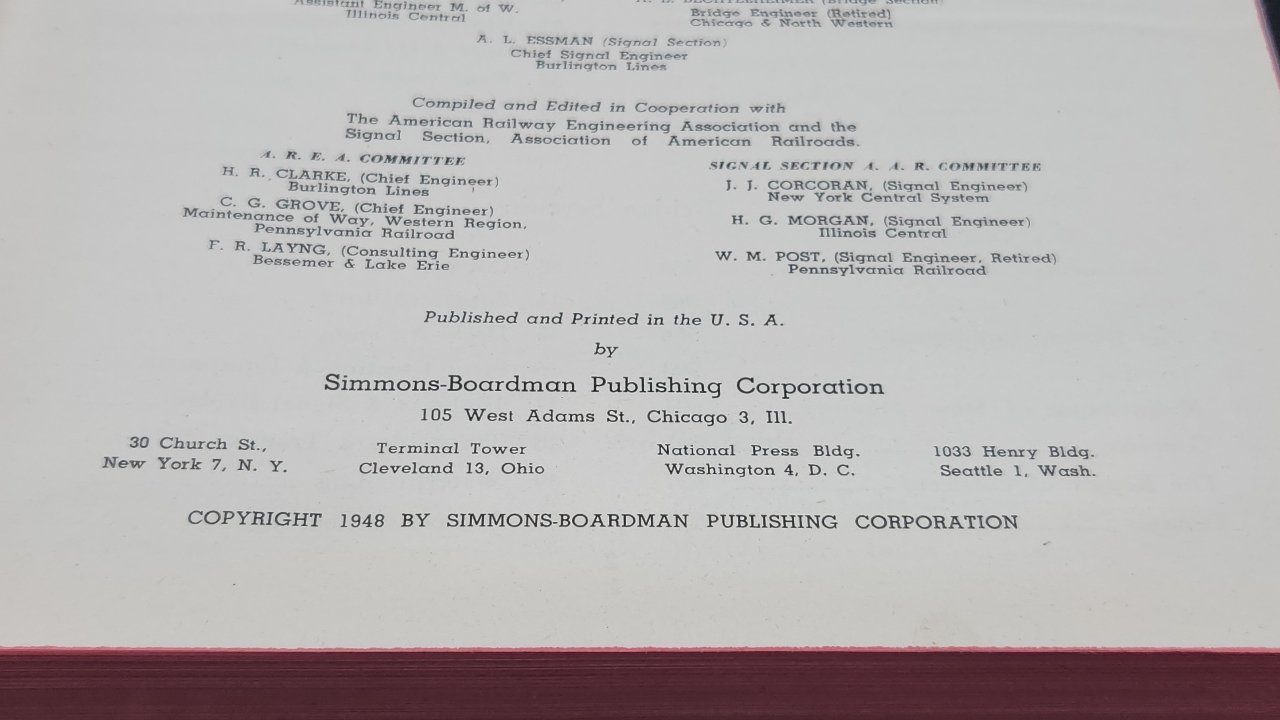 Assistant Engineer M. of W.
Illinois Central
(Bridge Section)
Bridge Engineer (Retired)
Chicago & North Western
A. L. ESSMAN (Signal Section)
Chief Signal Engineer
Burlington Lines
Compiled and Edited in Cooperation with
The American Railway Engineering Association and the
Signal Section, Association of American Railroads.
A. R. E. A. COMMITTEE
H. R. CLARKE, (Chief Engineer)
Burlington Lines
C. G. GROVE, (Chief Engineer)
Maintenance of Way, Western Region,
Pennsylvania Railroad
F. R. LAYNG, (Consulting Engineer)
Bessemer & Lake Erie
SIGNAL SECTION A. A. R. COMMITTEE
J. J. CORCORAN, (Signal Engineer)
New York Central System
H. G. MORGAN, (Signal Engineer)
Illinois Central
W. M. POST, (Signal Engineer, Retired)
Pennsylvania Railroad
Published and Printed in the U. S. A.
by
Simmons-Boardman Publishing Corporation
105 West Adams St., Chicago 3, Ill.
30 Church St.,
New York 7, N. Y.
Terminal Tower
Cleveland 13, Ohio
National Press Bldg.
Washington 4, D. C.
1033 Henry Bldg.
Seattle 1, Wash.
COPYRIGHT 1948 BY SIMMONS-BOARDMAN PUBLISHING CORPORATION